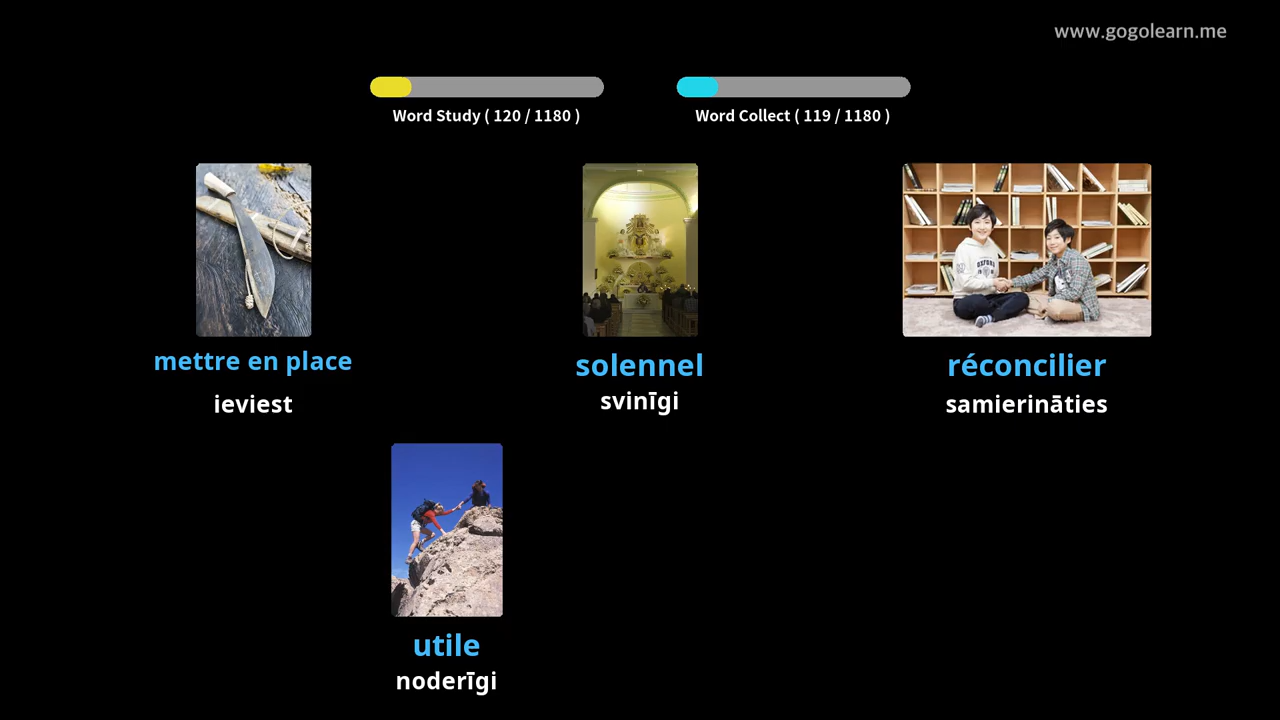 www.gogolearn.me
Word Study ( 120 / 1180 )
Word Collect ( 119 / 1180 )
mettre en place
ieviest
solennel
svinīgi
réconcilier
samierināties
OXFORD
utile
noderīgi